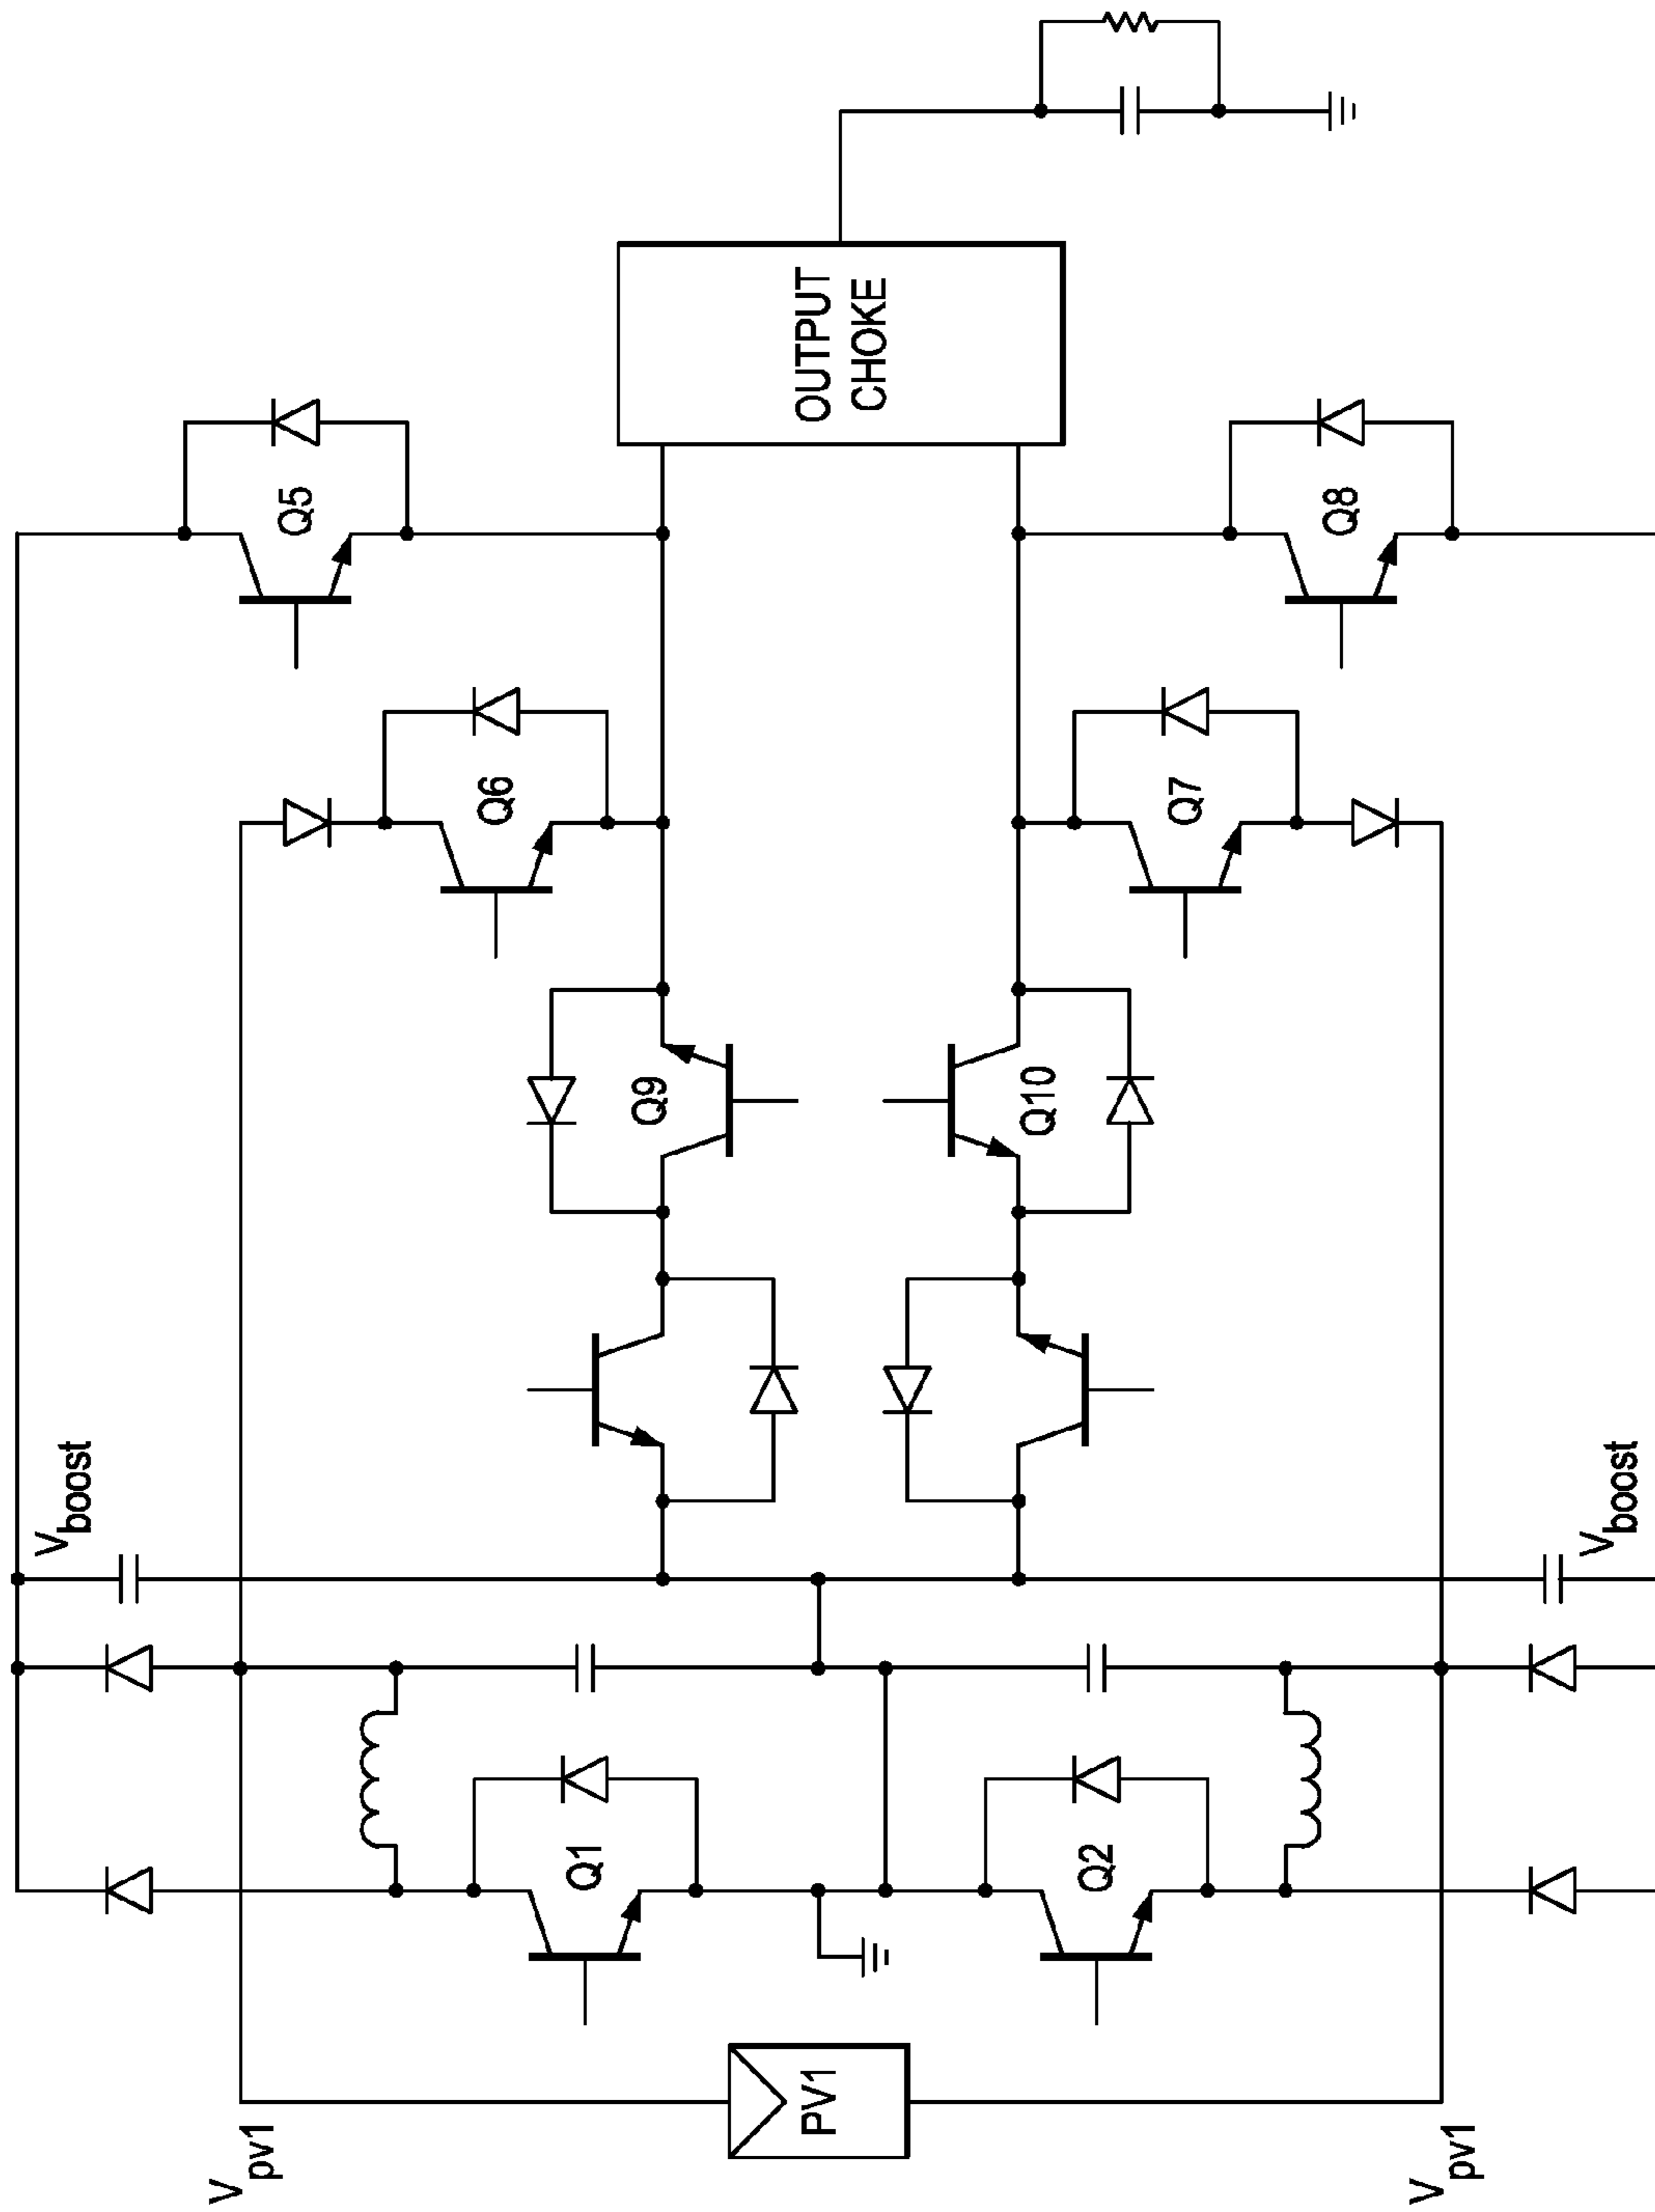 V boost
V pv1
Q5
Q6
Q9
Q1
OUTPUT
CHOKE
PV1
Q10
Q2
Q7
Q8
V pv1
V boost